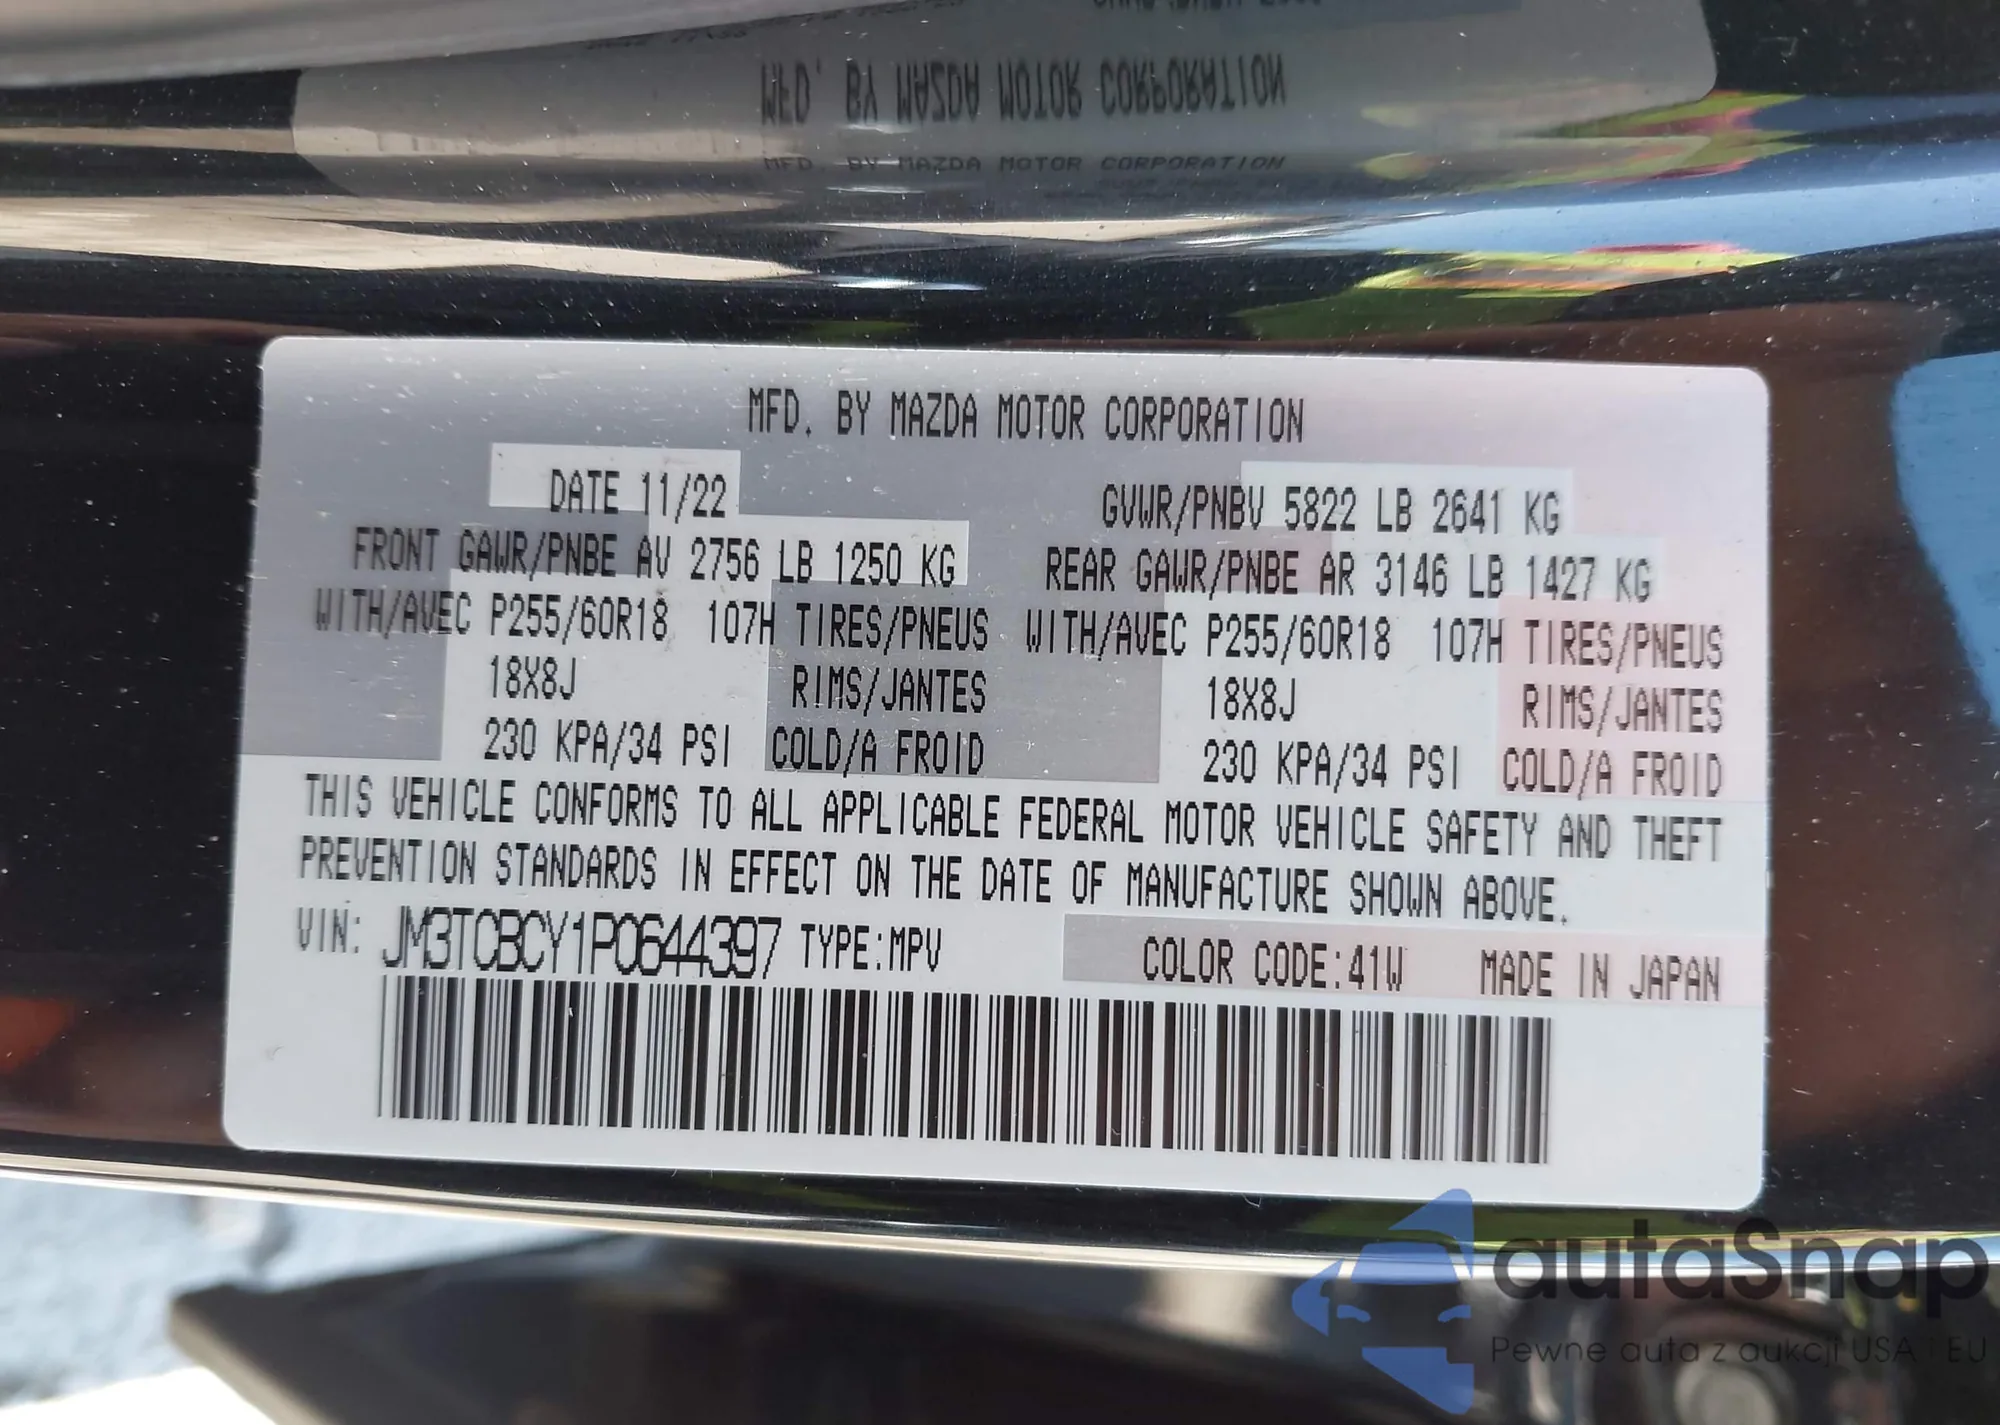 MFD. BY MAZDA MOTOR CORPORATION
MFD. BY MAZDA MOTOR CORPORATION
MFD. BY MAZDA MOTOR CORPORATION
DATE 11/22 GVWR/PNBV 5822 LB 2641 KG
FRONT GAWR/PNBE AV 2756 LB 1250 KG REAR GAWR/PNBE AR 3146 LB 1427 KG
WITH/AVEC P255/60R18 107H TIRES/PNEUS WITH/AVEC P255/60R18 107H TIRES/PNEUS
18X8J RIMS/JANTES 18X8J RIMS/JANTES
230 KPA/34 PSI COLD/A FROID 230 KPA/34 PSI COLD/A FROID
THIS VEHICLE CONFORMS TO ALL APPLICABLE FEDERAL MOTOR VEHICLE SAFETY AND THEFT
PREVENTION STANDARDS IN EFFECT ON THE DATE OF MANUFACTURE SHOWN ABOVE.
VIN: JM3TCBCY1P0644397 TYPE:MPV COLOR CODE:41W MADE IN JAPAN
autaSnap
Pewne auta z aukcji USA i EU